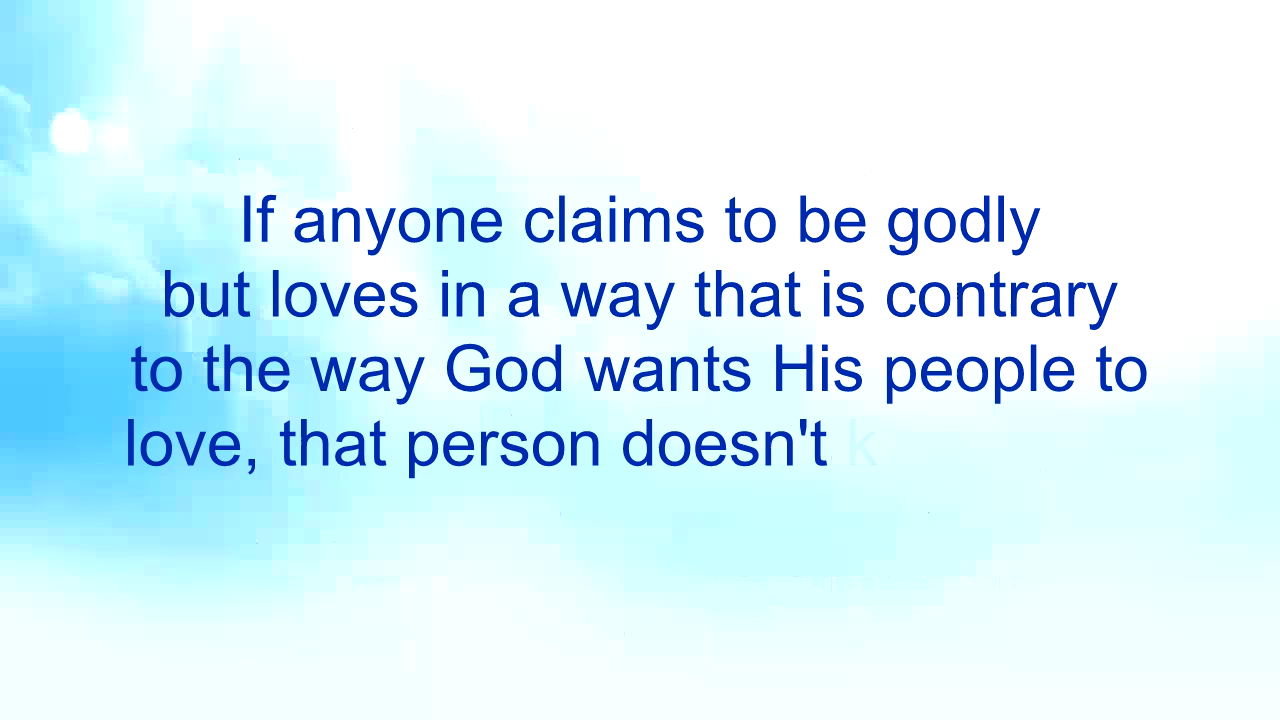 If anyone claims to be godly
but loves in a way that is contrary
to the way God wants His people to
love, that person doesn't k